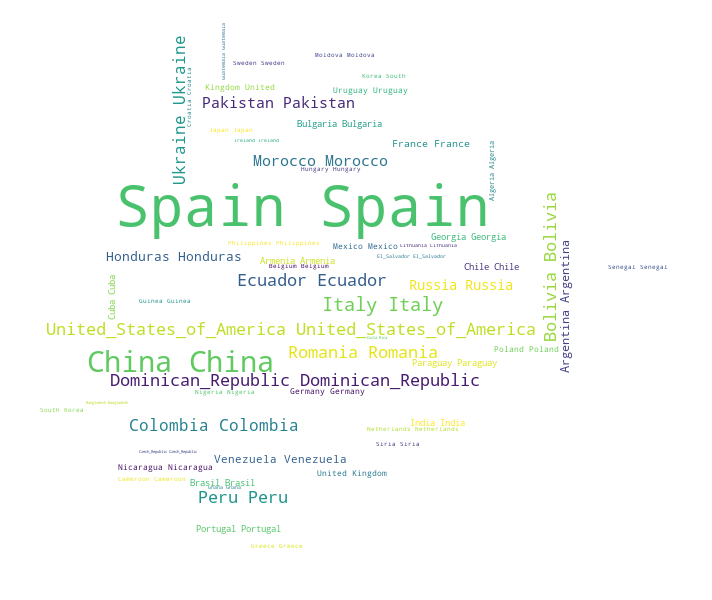 Guatemala Guatemala
Moldova Moldova
Sweden Sweden
Ukraine Ukraine
Croatia Croatia
Korea South
Kingdom United
Uruguay Uruguay
Pakistan Pakistan
Bulgaria Bulgaria
Japan Japan
Ireland Ireland
France France
Morocco Morocco
Hungary Hungary
Algeria Algeria
Spain Spain
Bolivia Bolivia
Georgia Georgia
Philippines Philippines
Mexico Mexico
Lithuania Lithuania
Honduras Honduras
El_Salvador El_Salvador
Armenia Armenia
Belgium Belgium
Chile Chile
Senegal Senegal
Argentina Argentina
Ecuador Ecuador
Russia Russia
Cuba Cuba
Guinea Guinea
Italy Italy
United_States_of_America United_States_of_America
Romania Romania
Poland Poland
China China
Paraguay Paraguay
Dominican_Republic Dominican_Republic
Nigeria Nigeria
Germany Germany
Bangladesh Bangladesh
South Korea
Colombia Colombia
India India
Netherlands Netherlands
Siria Siria
Czech_Republic Czech_Republic
Venezuela Venezuela
Nicaragua Nicaragua
United Kingdom
Cameroon Cameroon
Brasil Brasil
Ghana Ghana
Peru Peru
Portugal Portugal
Greece Greece